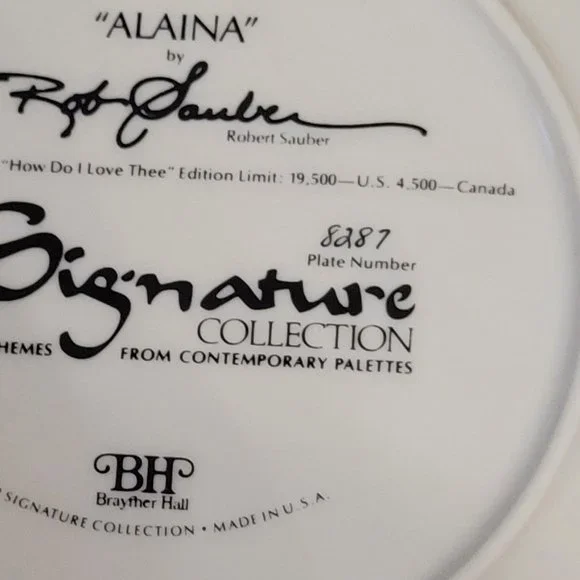 "ALAINA"
by
Rob Sauber
Robert Sauber
"How Do I Love Thee" Edition Limit: 19,500—U.S. 4,500—Canada
8287
Plate Number
Signature
COLLECTION
HEMES FROM CONTEMPORARY PALETTES
BH
Brayther Hall
SIGNATURE COLLECTION • MADE IN U.S.A.